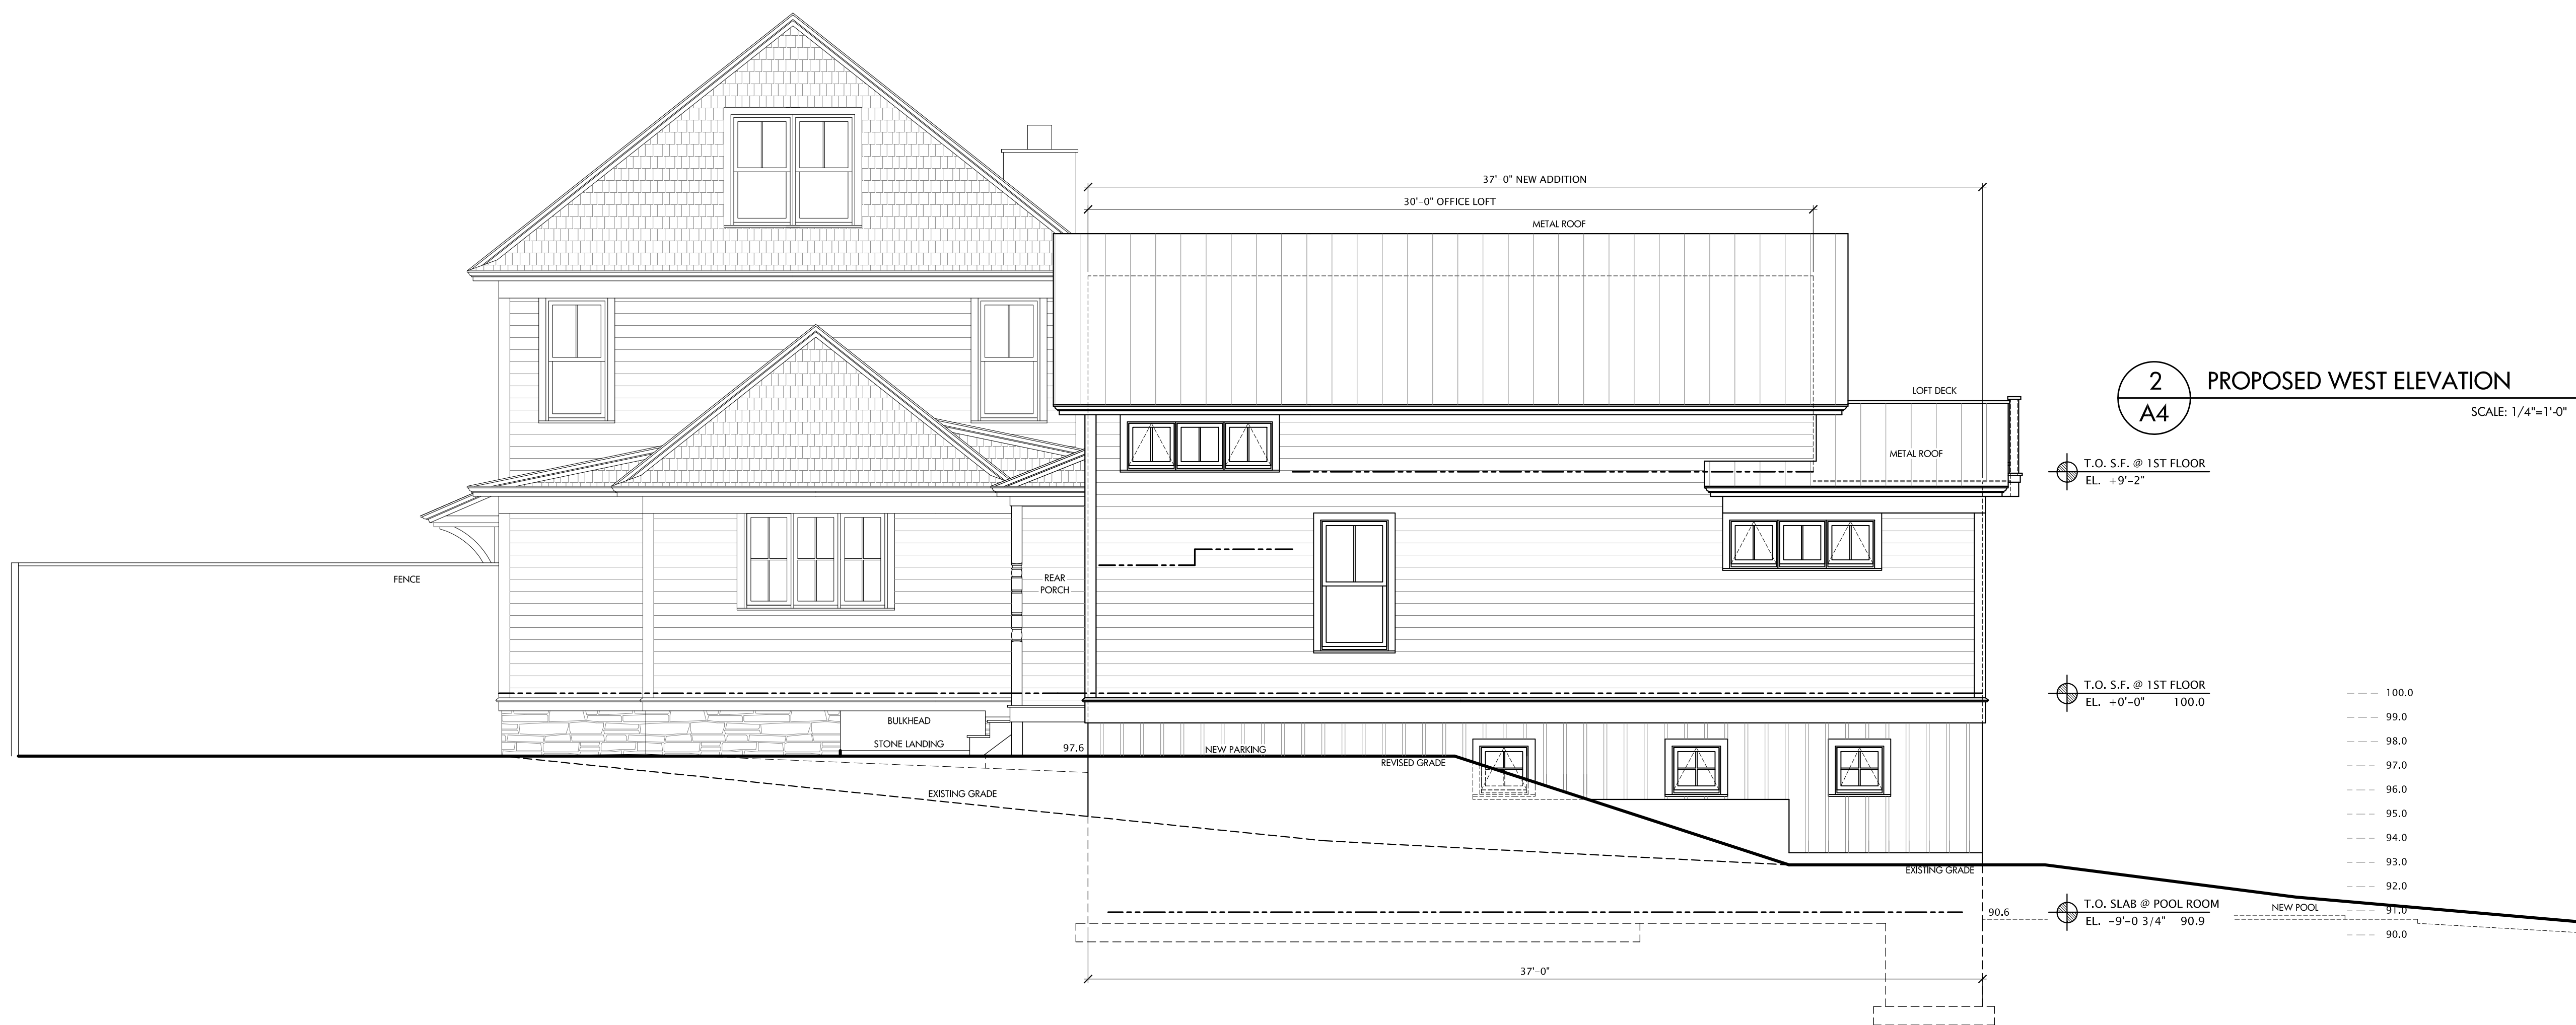 37'-0" NEW ADDITION
30'-0" OFFICE LOFT
METAL ROOF
LOFT DECK
2
A4
PROPOSED WEST ELEVATION
SCALE: 1/4"=1'-0"
METAL ROOF
T.O. S.F. @ 1ST FLOOR
EL. +9'-2"
FENCE
REAR
PORCH
T.O. S.F. @ 1ST FLOOR
EL. +0'-0" 100.0
100.0
99.0
98.0
97.0
96.0
95.0
94.0
93.0
92.0
91.0
90.0
BULKHEAD
STONE LANDING
97.6
NEW PARKING
REVISED GRADE
EXISTING GRADE
EXISTING GRADE
90.6
T.O. SLAB @ POOL ROOM
EL. -9'-0 3/4" 90.9
NEW POOL
37'-0"